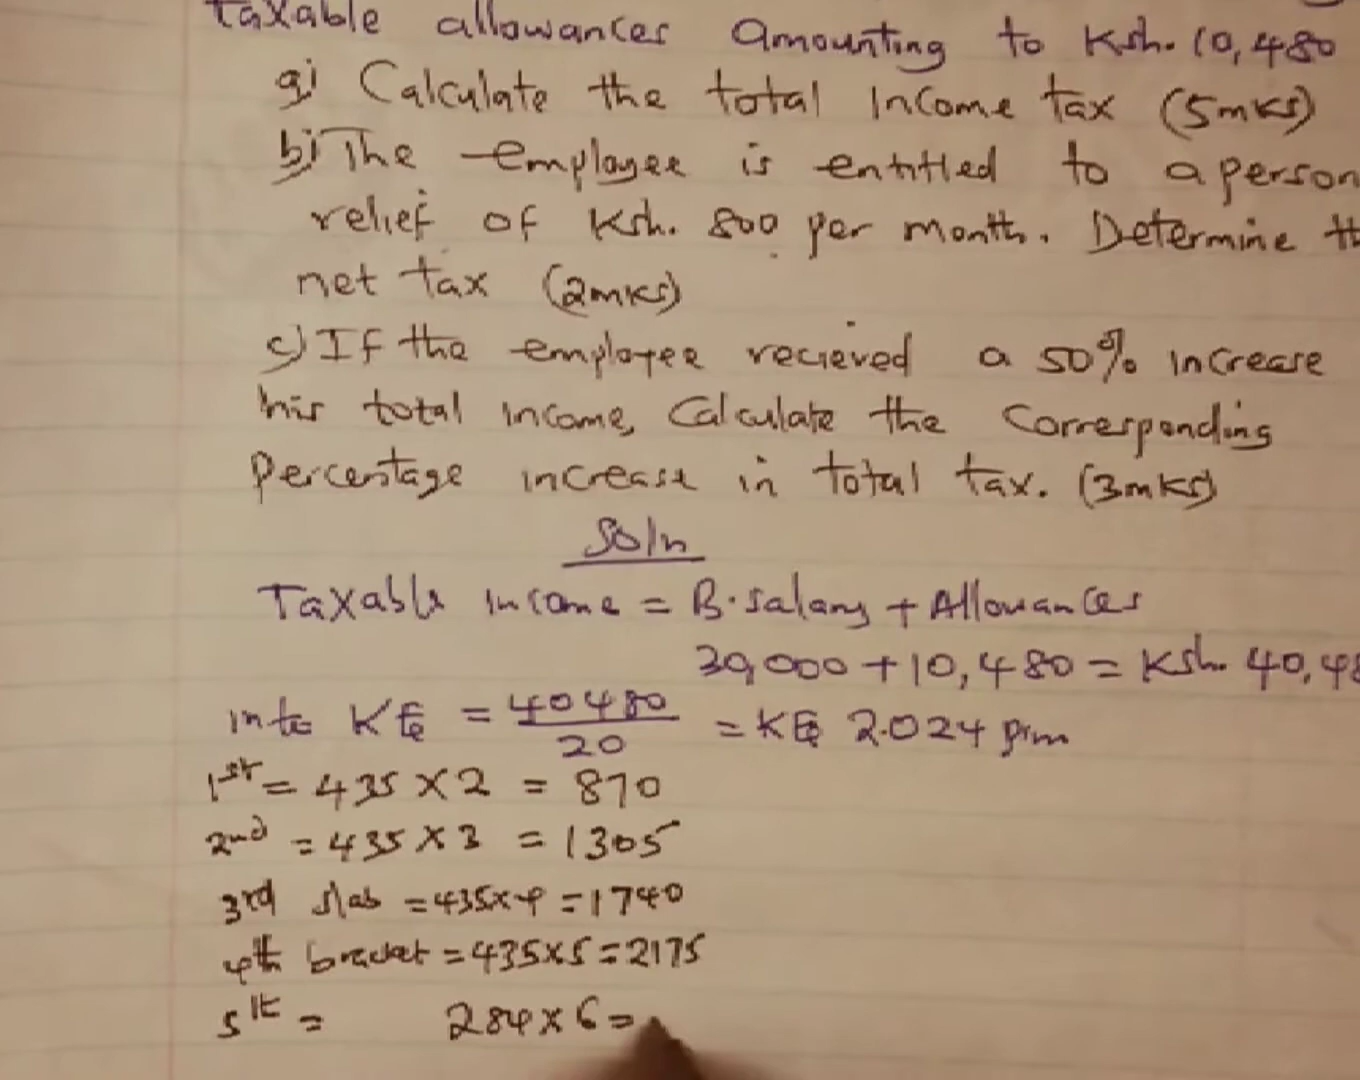 Taxable allowances amounting to Ksh. 10,480
a) Calculate the total Income tax (5mks)
b) The employee is entitled to a person
relief of Ksh. 800 per month. Determine th
net tax (2mks)
c) If the employee recieved a 50% increase
his total income, Calculate the Corresponding
Percentage increase in total tax. (3mks)
Soln
Taxable income = B.salary + Allowances
30,000 + 10,480 = Ksh. 40,48
into K£ = 40480/20 = K£ 2024 p.m
1st = 435 × 2 = 870
2nd = 435 × 3 = 1305
3rd slab = 435×4 = 1740
4th bracket = 435×5 = 2175
5th = 284 × 6 =